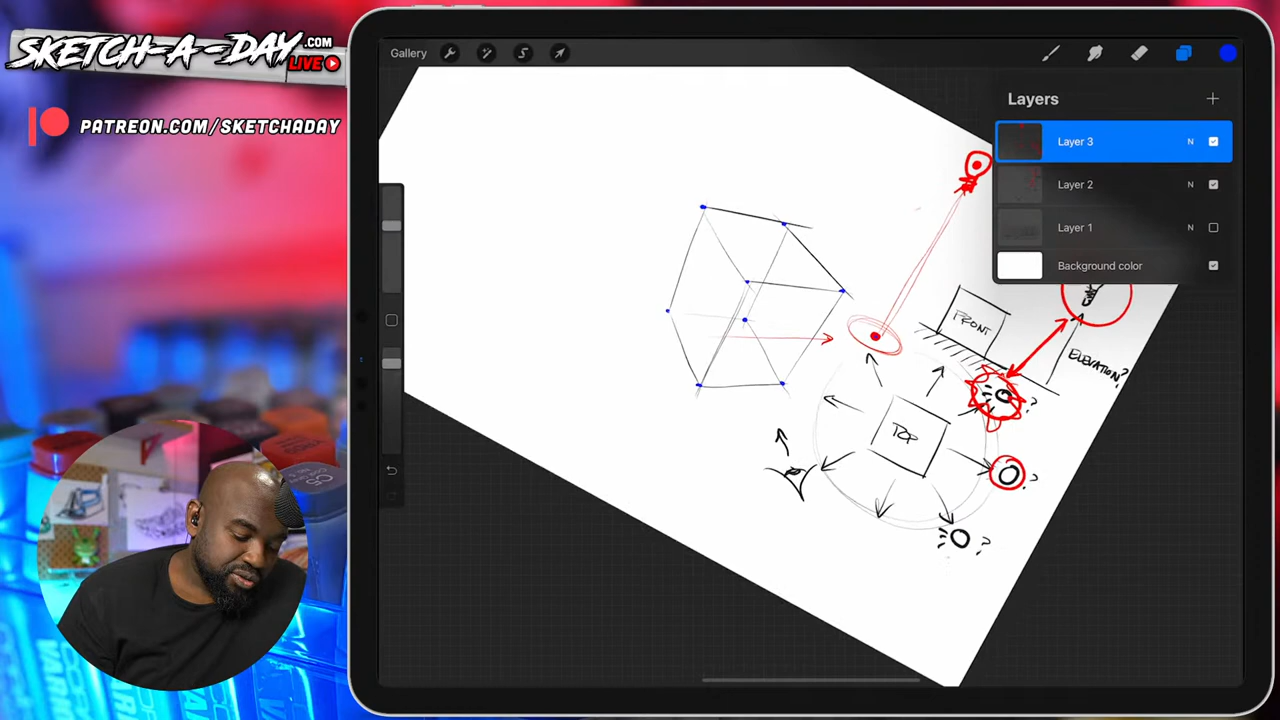 SKETCH-A-DAY.COM
LIVE
PATREON.COM/SKETCHADAY
Gallery
Layers
Layer 3 N
Layer 2 N
Layer 1 N
Background color
FRONT
ELEVATION?
?
TOP
?
?